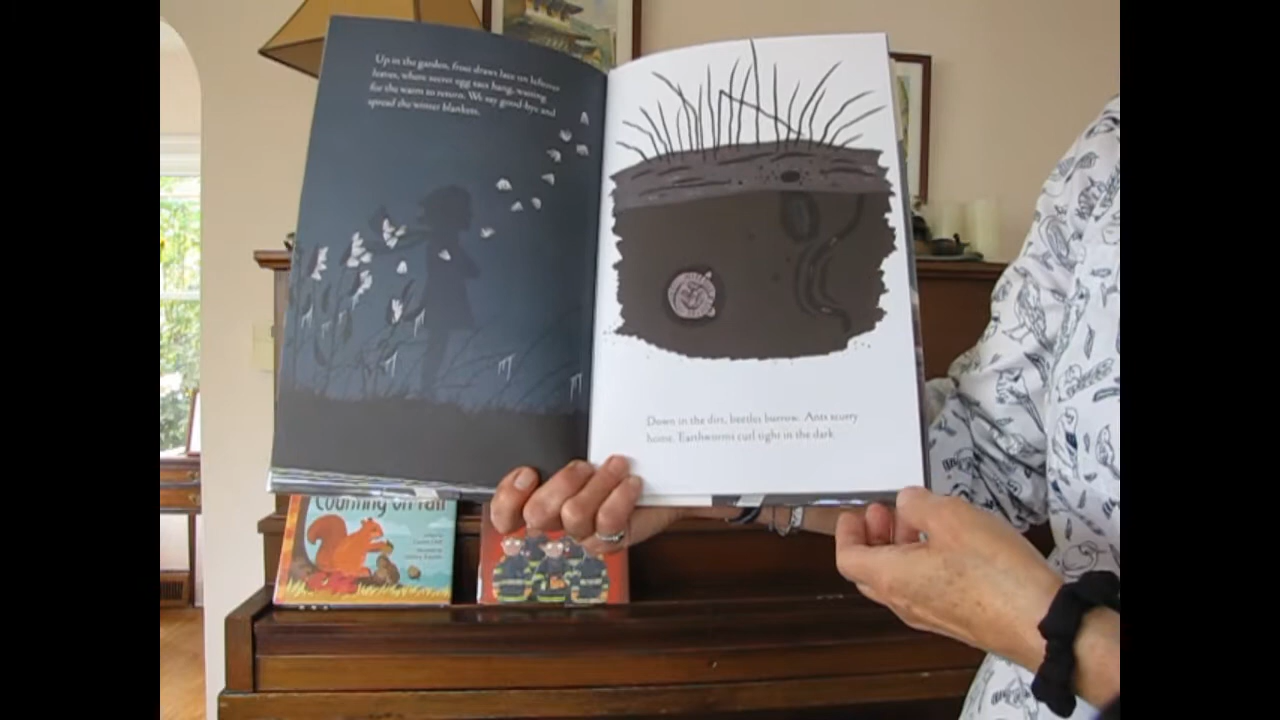 Up in the garden, frost draws lace on leftover
leaves, where secret egg sacs hang, waiting
for the warm to return. We say good-bye and
spread the winter blankets.
Down in the dirt, beetles burrow. Ants scurry
home. Earthworms curl tight in the dark
Counting on Fall